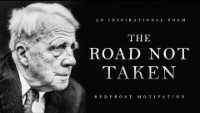 AN INSPIRATIONAL POEM
THE
ROAD NOT
TAKEN
REDFROST MOTIVATION